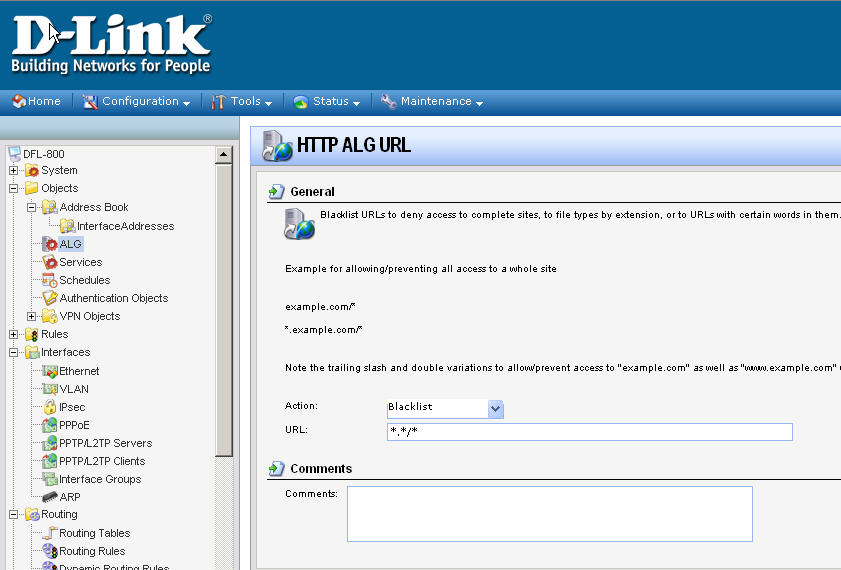 D-Link®
Building Networks for People
Home Configuration Tools Status Maintenance
DFL-800
System
Objects
Address Book
InterfaceAddresses
ALG
Services
Schedules
Authentication Objects
VPN Objects
Rules
Interfaces
Ethernet
VLAN
IPsec
PPPoE
PPTP/L2TP Servers
PPTP/L2TP Clients
Interface Groups
ARP
Routing
Routing Tables
Routing Rules
Dynamic Routing Rules
HTTP ALG URL
General
Blacklist URLs to deny access to complete sites, to file types by extension, or to URLs with certain words in them.
Example for allowing/preventing all access to a whole site
example.com/*
*.example.com/*
Note the trailing slash and double variations to allow/prevent access to "example.com" as well as "www.example.com"
Action: Blacklist
URL: *.*/*
Comments
Comments: